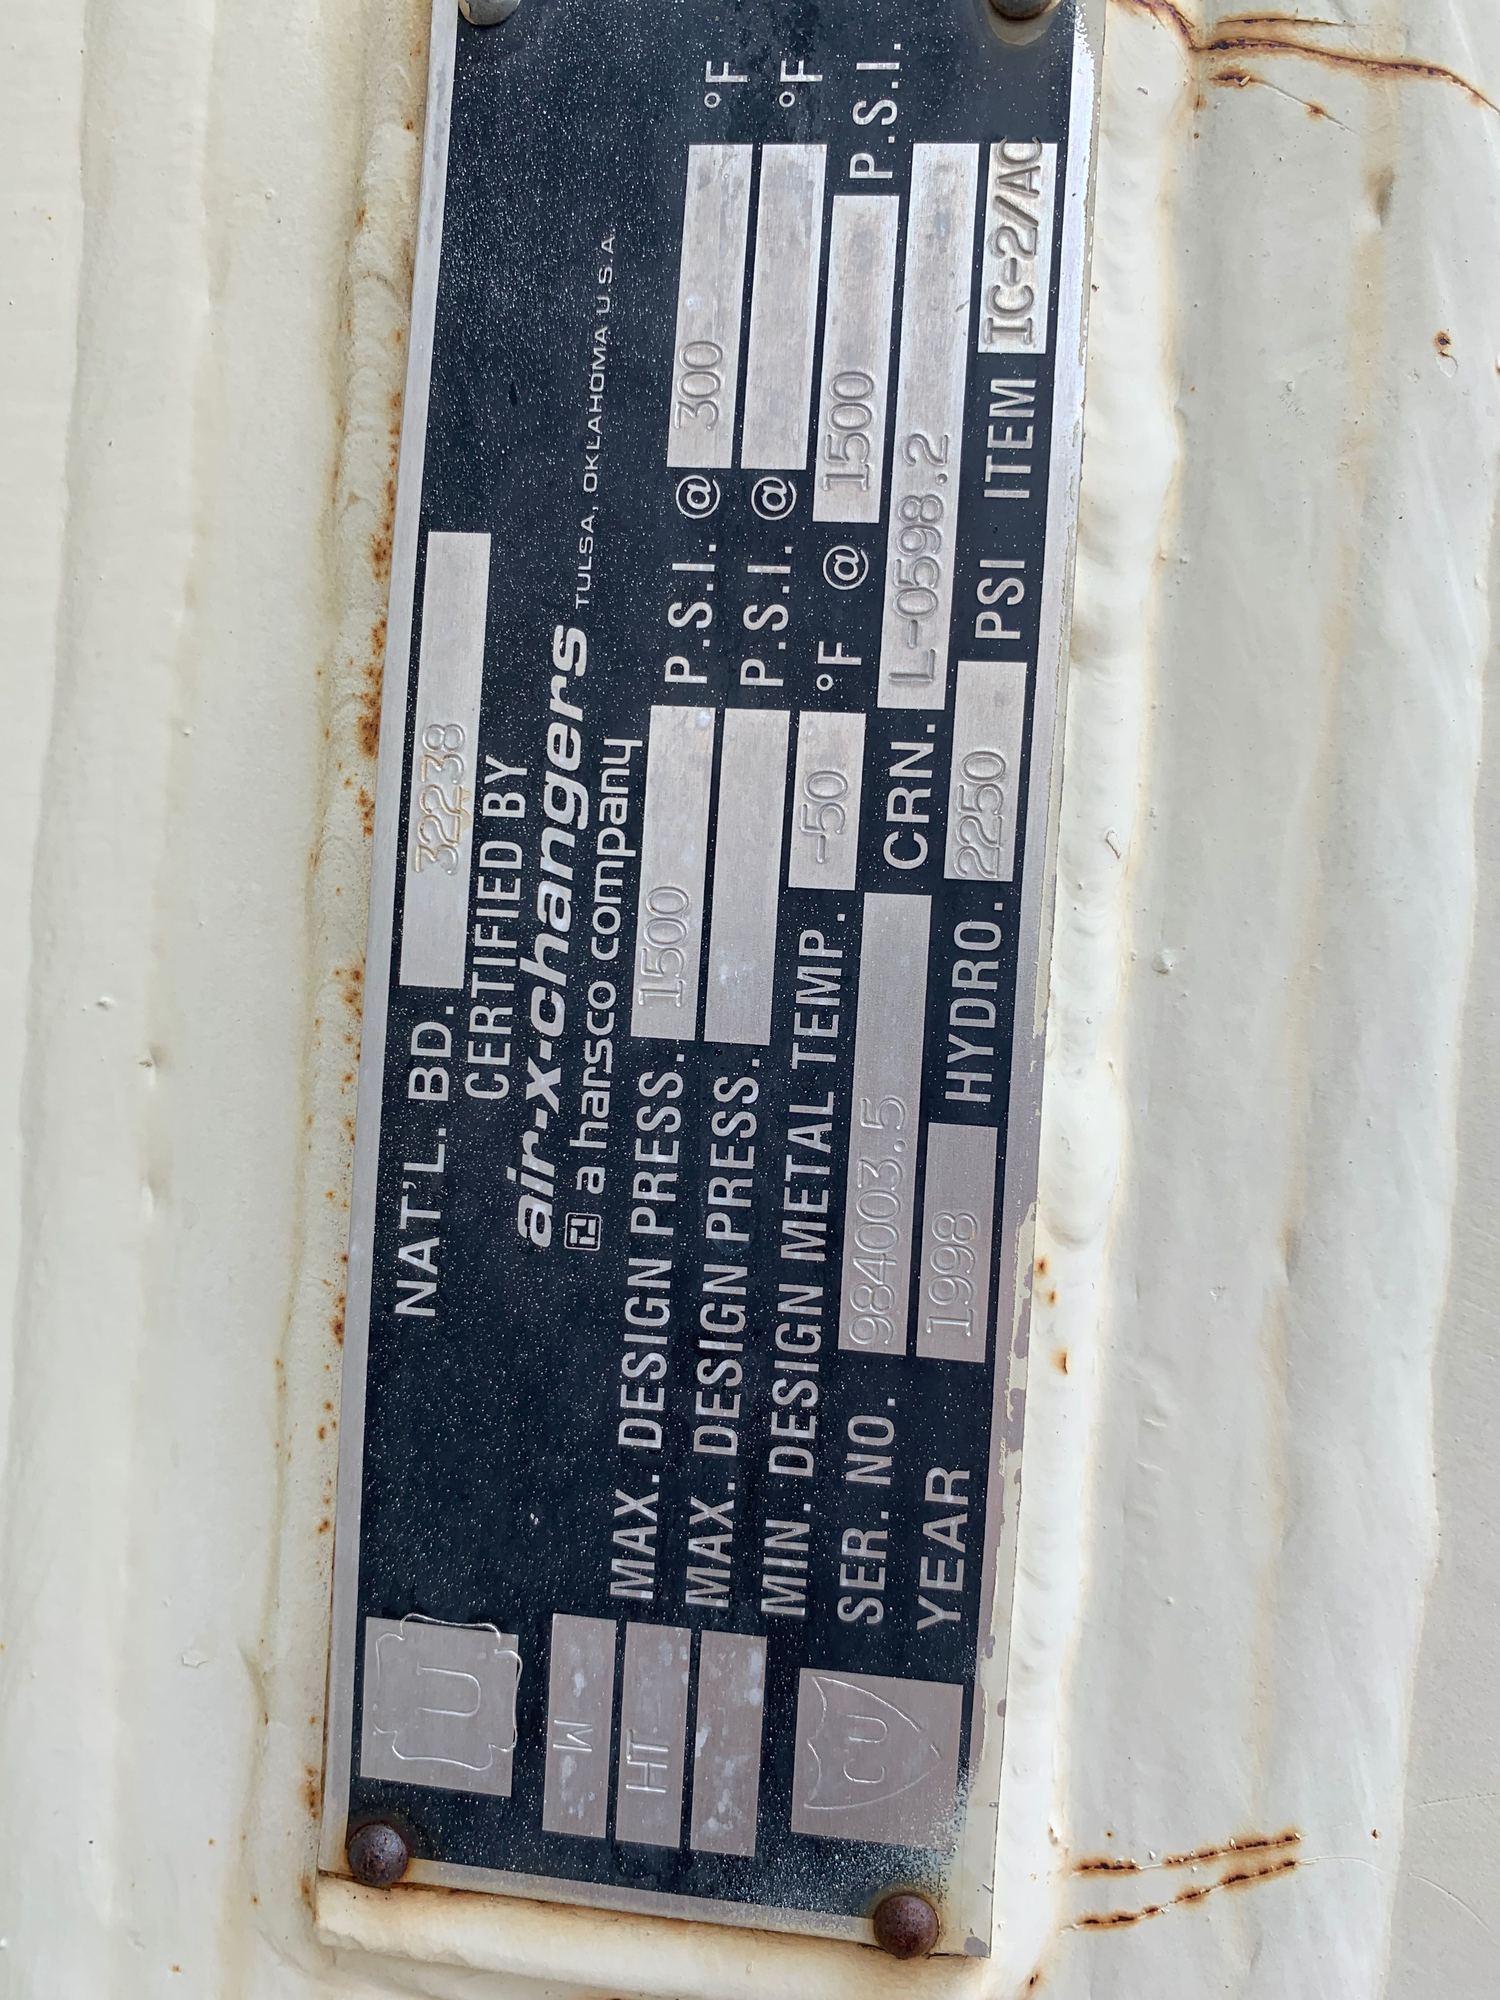 NAT'L. BD. 32238
U
CERTIFIED BY
air-x-changers TULSA, OKLAHOMA U.S.A.
a harsco company
W
HT
MAX. DESIGN PRESS. 1500 P.S.I. @ 300 °F
MAX. DESIGN PRESS. P.S.I. @ °F
MIN. DESIGN METAL TEMP. -50 °F @ 1500 P.S.I.
SER. NO. 984003.5 CRN. L-0598.2
CU
YEAR 1998 HYDRO. 2250 PSI ITEM IC-2/AC